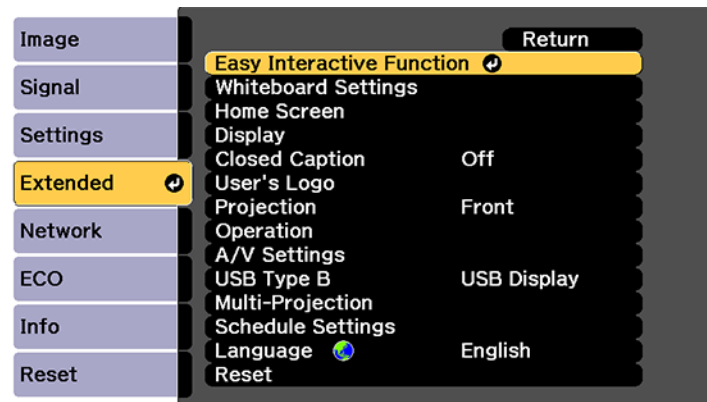 Image
Signal
Settings
Extended
Network
ECO
Info
Reset
Return
Easy Interactive Function
Whiteboard Settings
Home Screen
Display
Closed Caption Off
User's Logo
Projection Front
Operation
A/V Settings
USB Type B USB Display
Multi-Projection
Schedule Settings
Language English
Reset